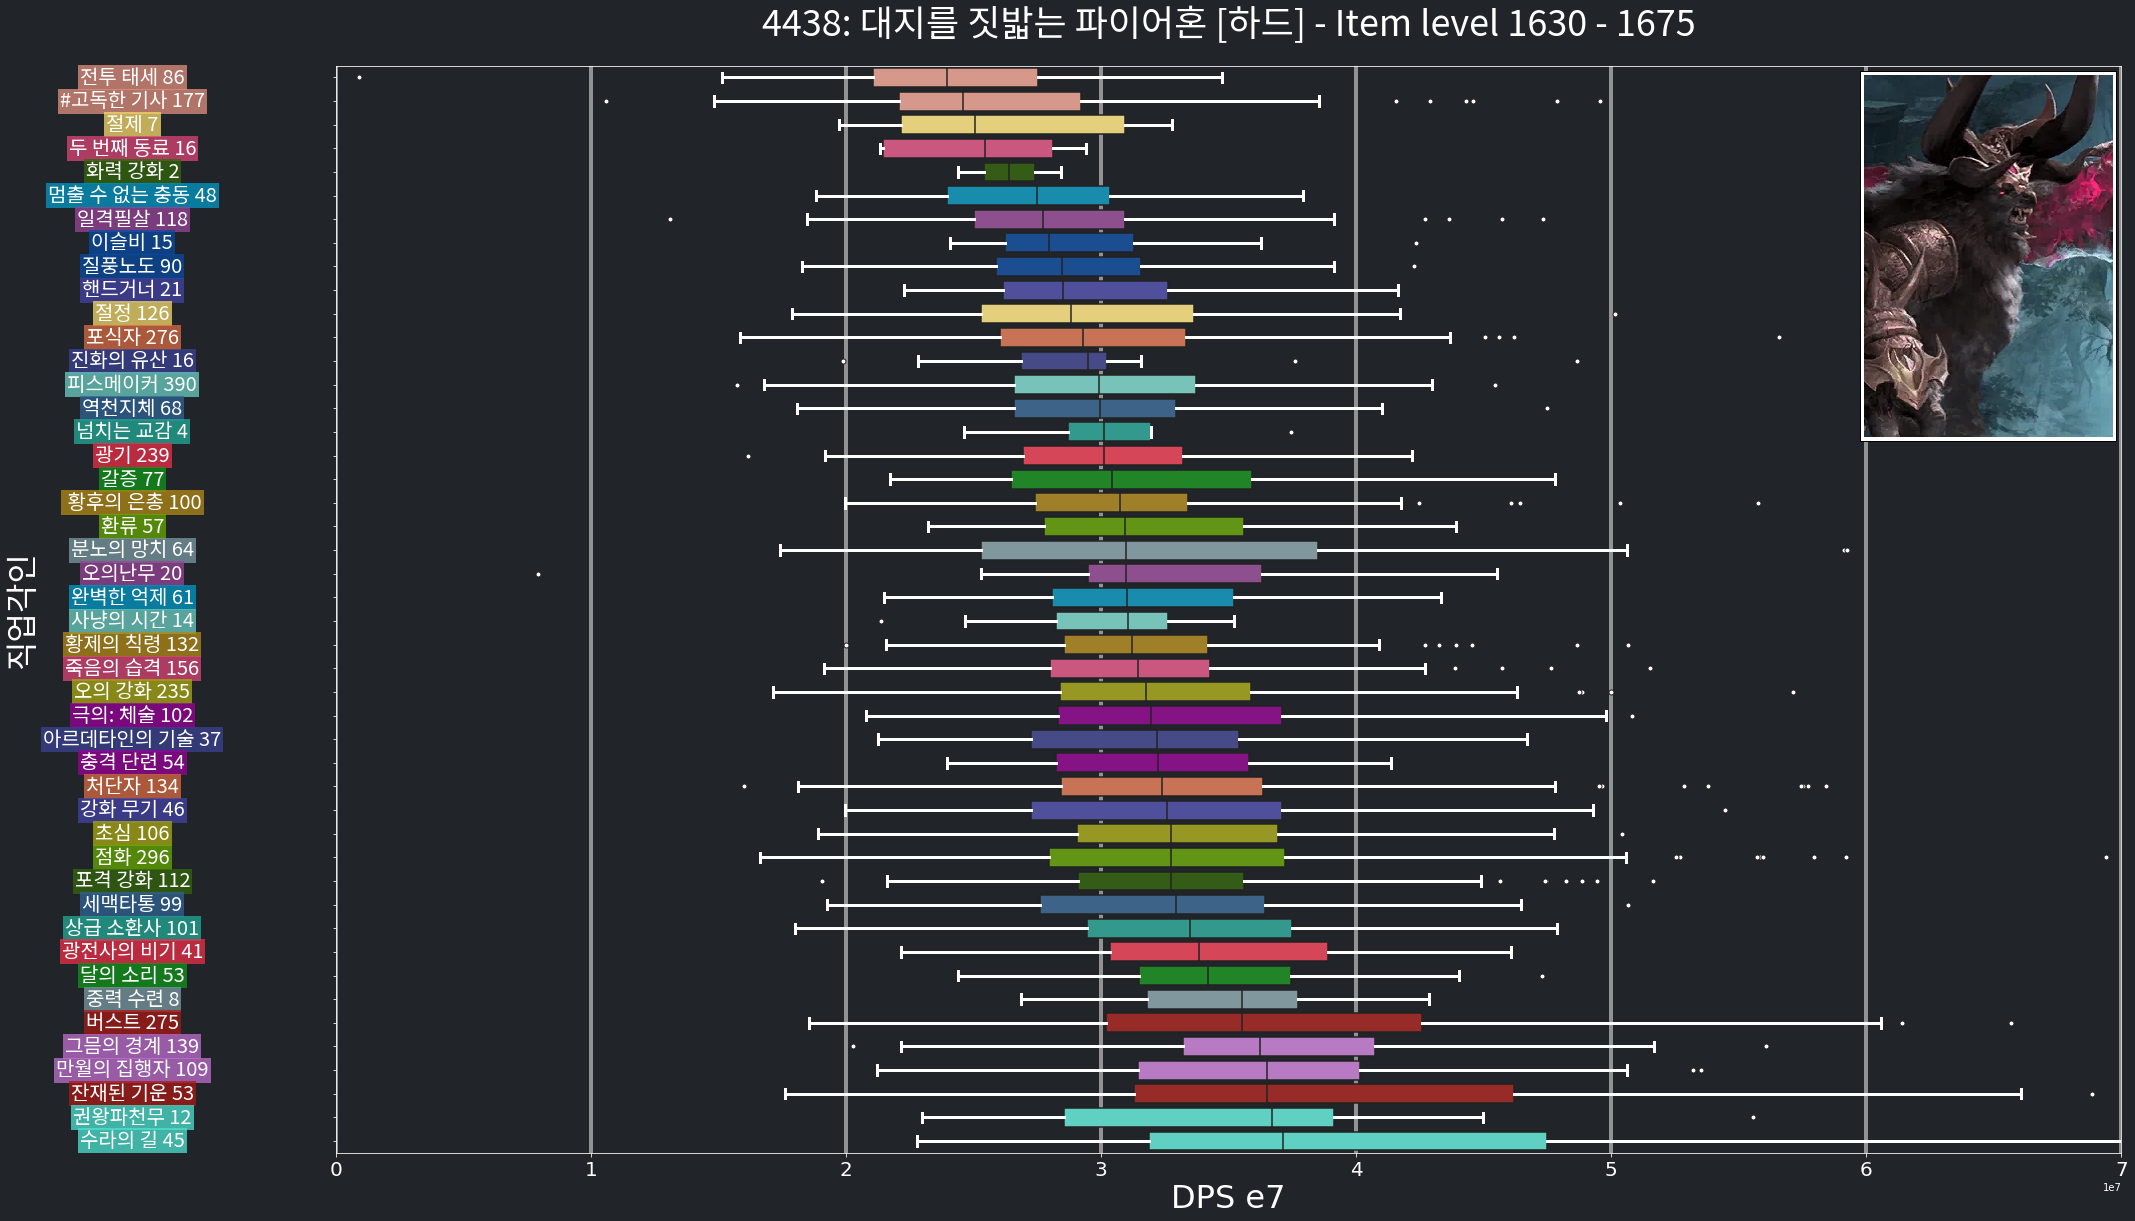 4438: 대지를 짓밟는 파이어혼 [하드] - Item level 1630 - 1675
전투 태세 86
#고독한 기사 177
절제 7
두 번째 동료 16
화력 강화 2
멈출 수 없는 충동 48
일격필살 118
이슬비 15
질풍노도 90
핸드거너 21
절정 126
포식자 276
진화의 유산 16
피스메이커 390
역천지체 68
넘치는 교감 4
광기 239
갈증 77
황후의 은총 100
환류 57
분노의 망치 64
오의난무 20
완벽한 억제 61
사냥의 시간 14
황제의 칙령 132
죽음의 습격 156
오의 강화 235
극의: 체술 102
아르데타인의 기술 37
충격 단련 54
처단자 134
강화 무기 46
초심 106
점화 296
포격 강화 112
세맥타통 99
상급 소환사 101
광전사의 비기 41
달의 소리 53
중력 수련 8
버스트 275
그믐의 경계 139
만월의 집행자 109
잔재된 기운 53
권왕파천무 12
수라의 길 45
직업각인
0 1 2 3 4 5 6 7
1e7
DPS e7